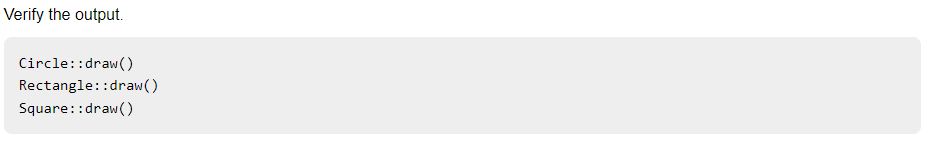 Verify the output.
Circle::draw()
Rectangle::draw()
Square::draw()